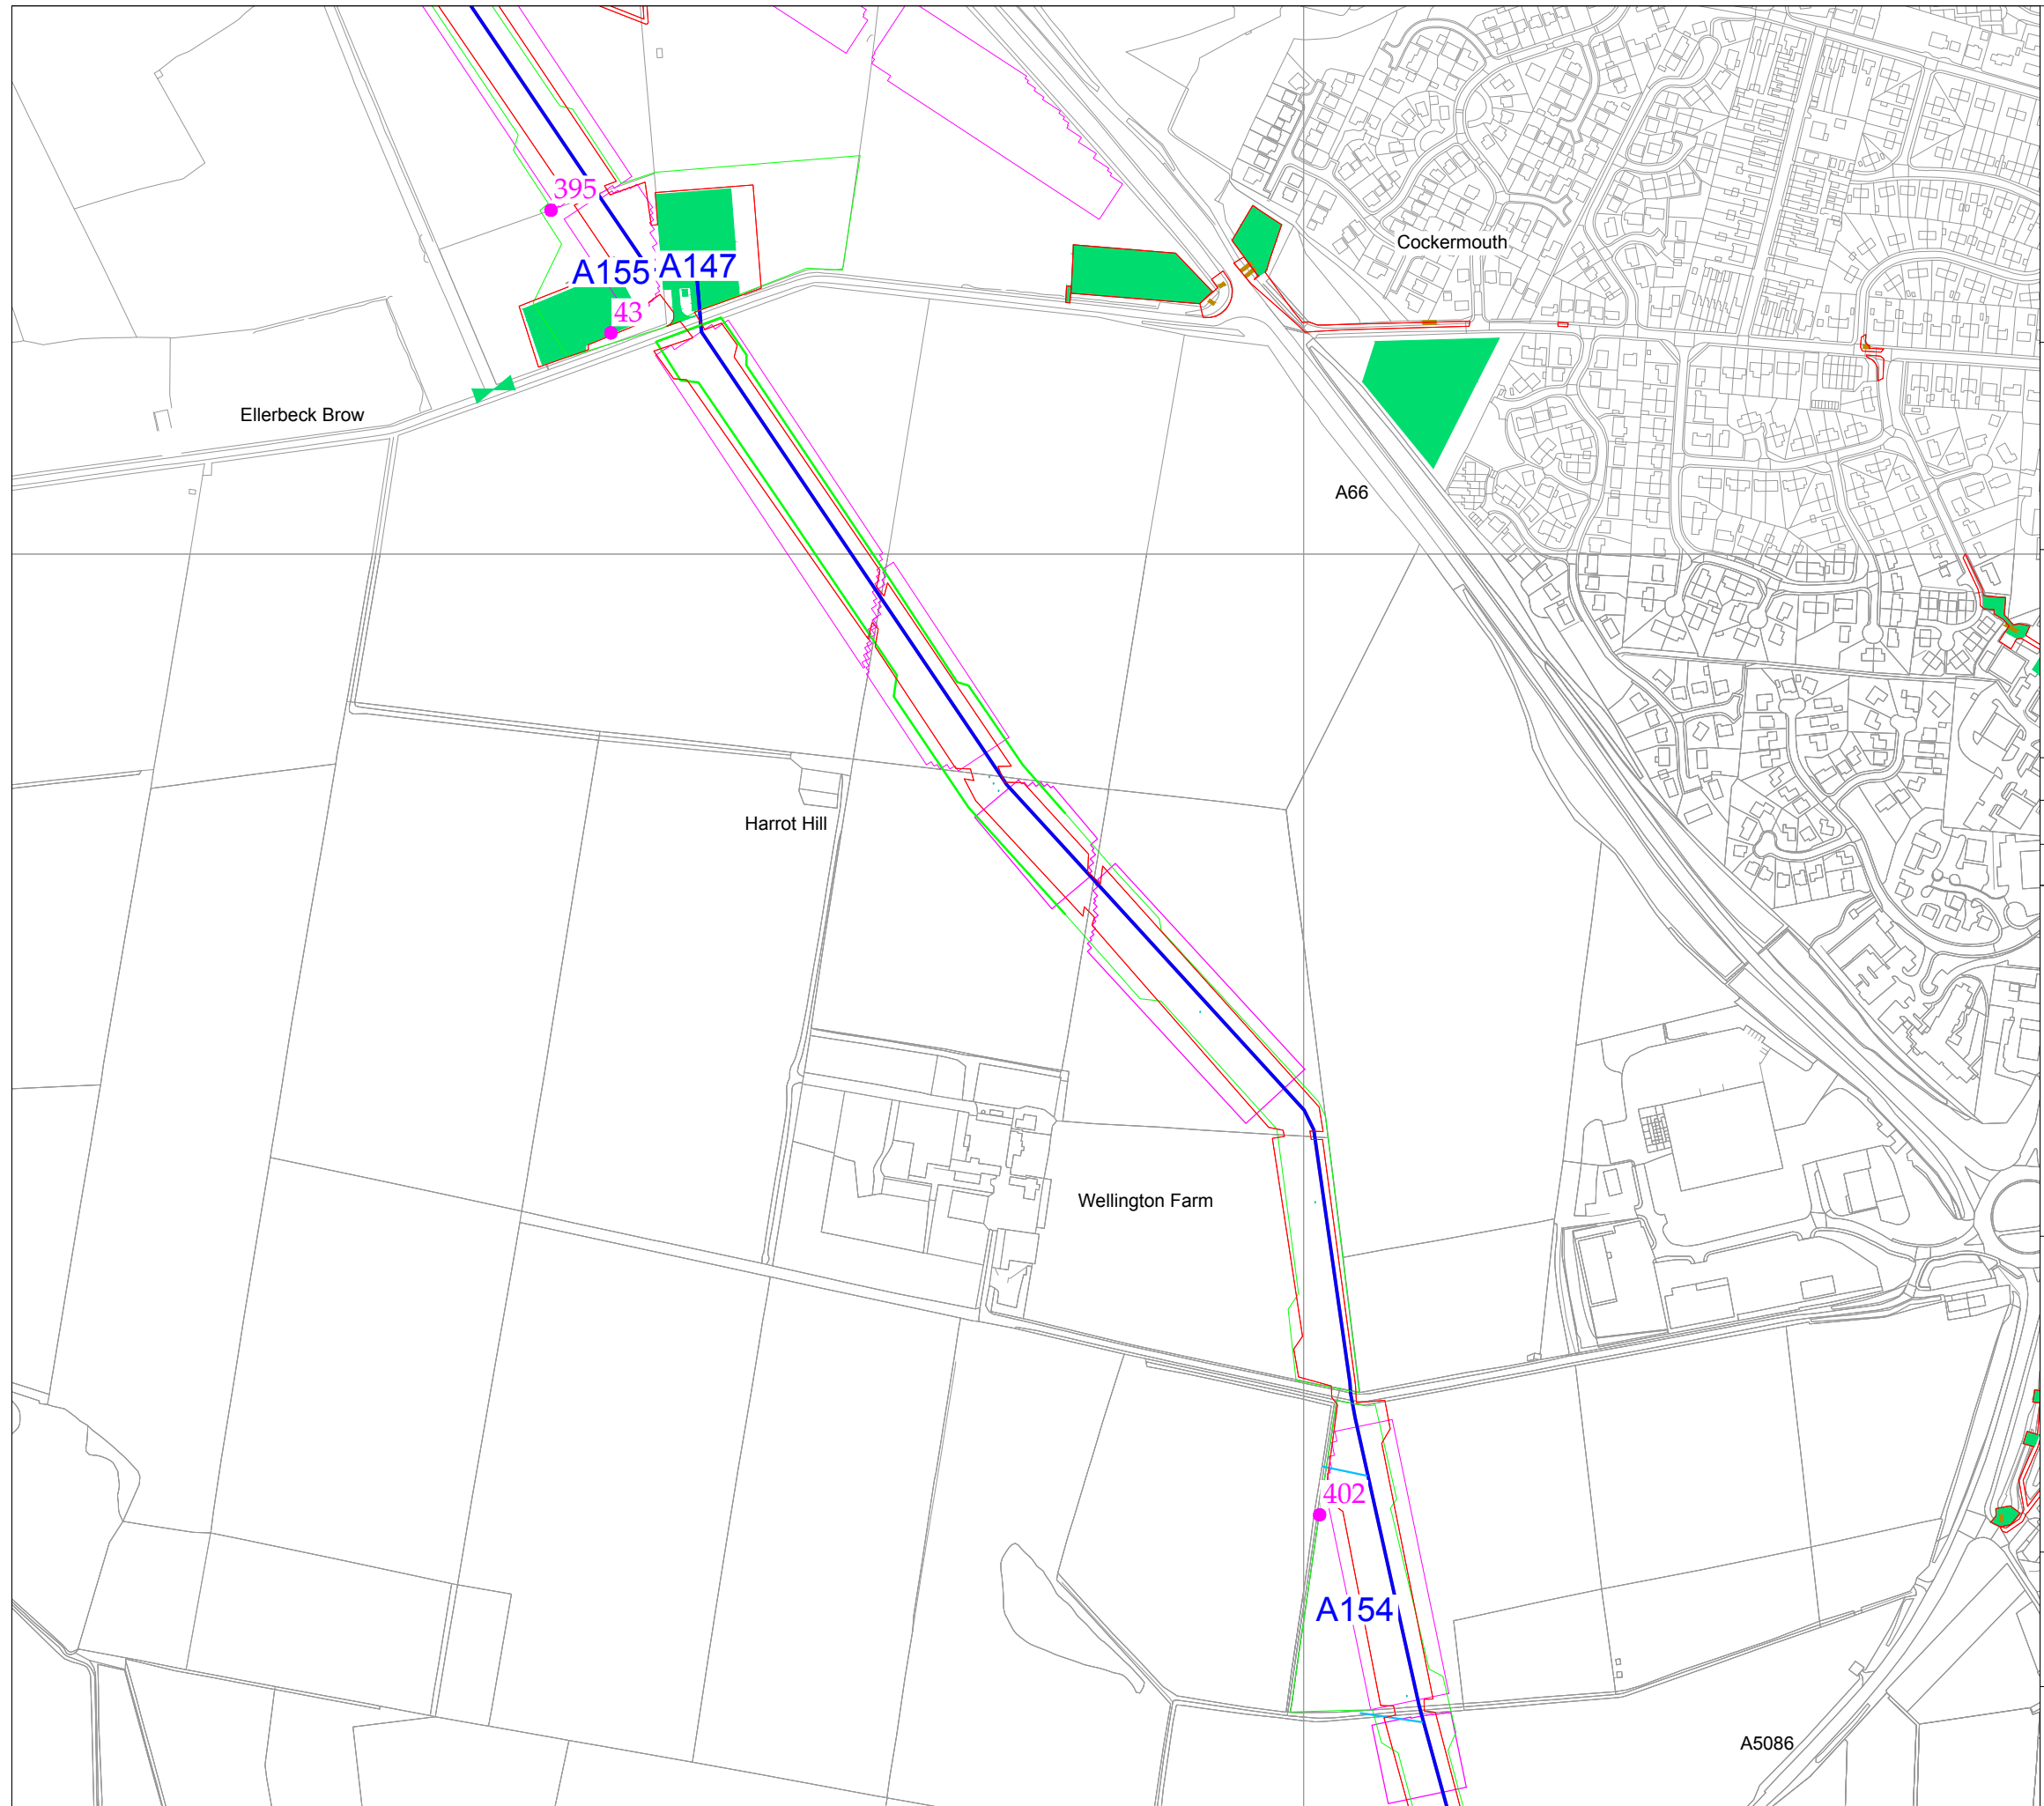 395
Cockermouth
A155 A147
43
Ellerbeck Brow
A66
Harrot Hill
Wellington Farm
402
A154
A5086